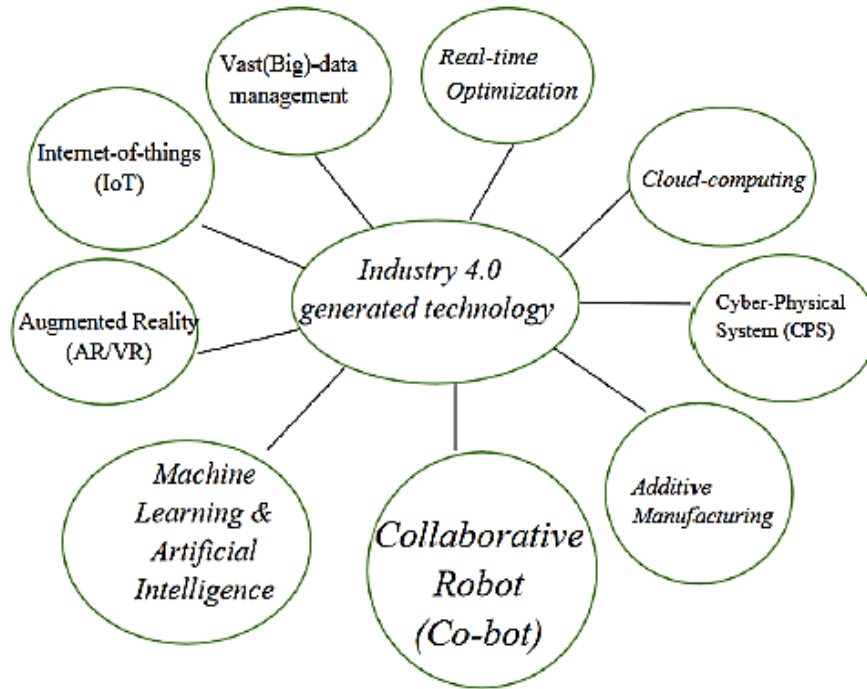 Vast(Big)-data
management
Real-time
Optimization
Internet-of-things
(IoT)
Cloud-computing
Industry 4.0
generated technology
Cyber-Physical
System (CPS)
Augmented Reality
(AR/VR)
Machine
Learning &
Artificial
Intelligence
Collaborative
Robot
(Co-bot)
Additive
Manufacturing